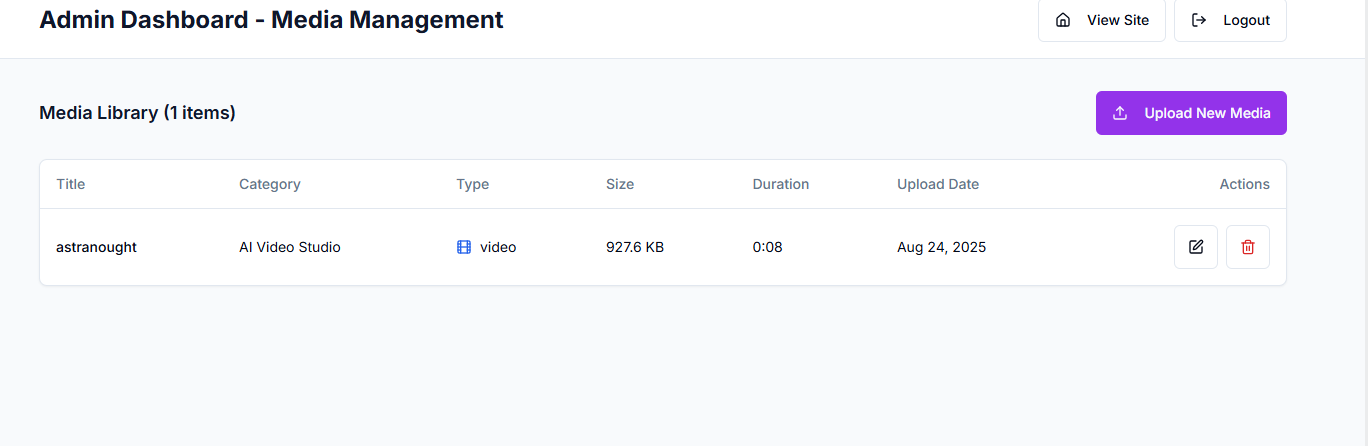 Admin Dashboard - Media Management
View Site
Logout
Media Library (1 items)
Upload New Media
Title Category Type Size Duration Upload Date Actions
astranought AI Video Studio video 927.6 KB 0:08 Aug 24, 2025